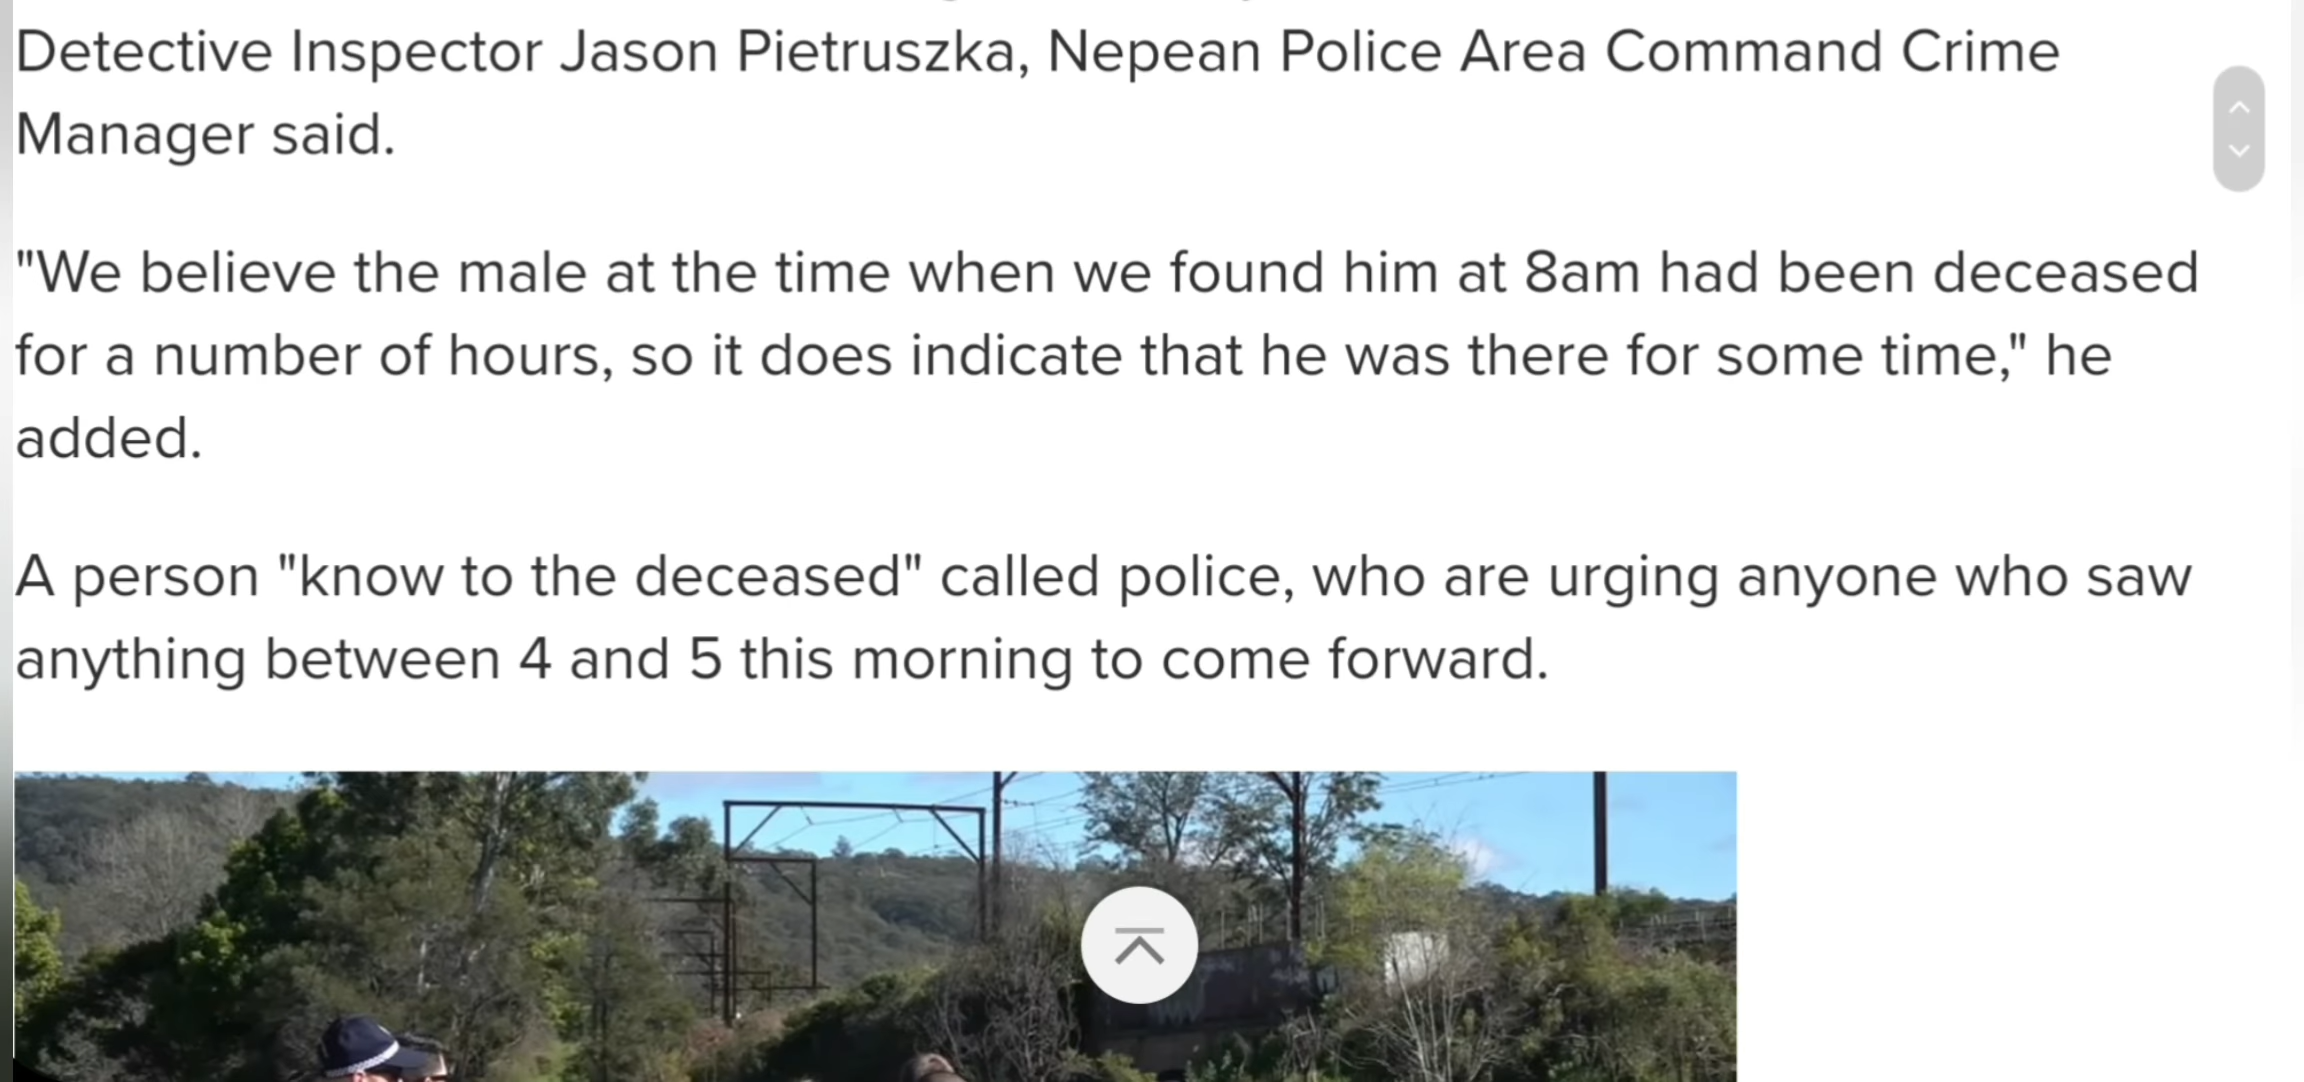 Detective Inspector Jason Pietruszka, Nepean Police Area Command Crime
Manager said.
"We believe the male at the time when we found him at 8am had been deceased
for a number of hours, so it does indicate that he was there for some time," he
added.
A person "know to the deceased" called police, who are urging anyone who saw
anything between 4 and 5 this morning to come forward.